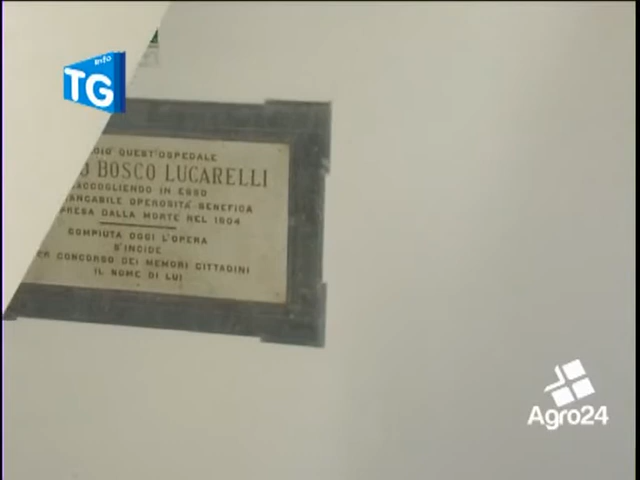 TG info
DIO QUEST'OSPEDALE
O BOSCO LUCARELLI
ACCOGLIENDO IN ESSO
ANCABILE OPEROSITÀ BENEFICA
PRESA DALLA MORTE NEL 1904
COMPIUTA OGGI L'OPERA
S'INCIDE
PER CONCORSO DEI MEMORI CITTADINI
IL NOME DI LUI
Agro24